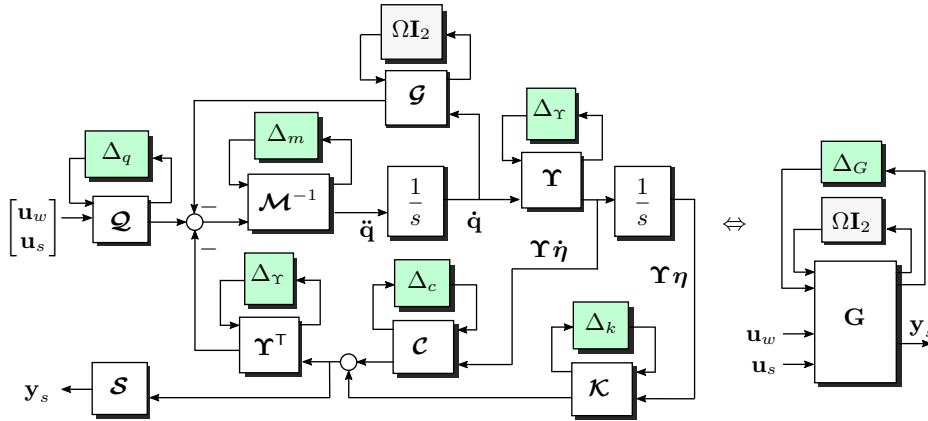 Ω𝐈₂
𝓖
Δ_Υ
Δ_m
Δ_q
Δ_G
𝚼
1/s
𝓜⁻¹
1/s
Ω𝐈₂
[𝐮_w
𝐮_s]
𝓠
−
𝐪̈
𝐪̇
⇔
−
𝚼𝛈̇
𝚼𝛈
Δ_Υ
Δ_c
Δ_k
𝐆
𝐮_w
𝐲_s
𝚼ᵀ
𝓒
𝐮_s
𝐲_s
𝓢
𝓚